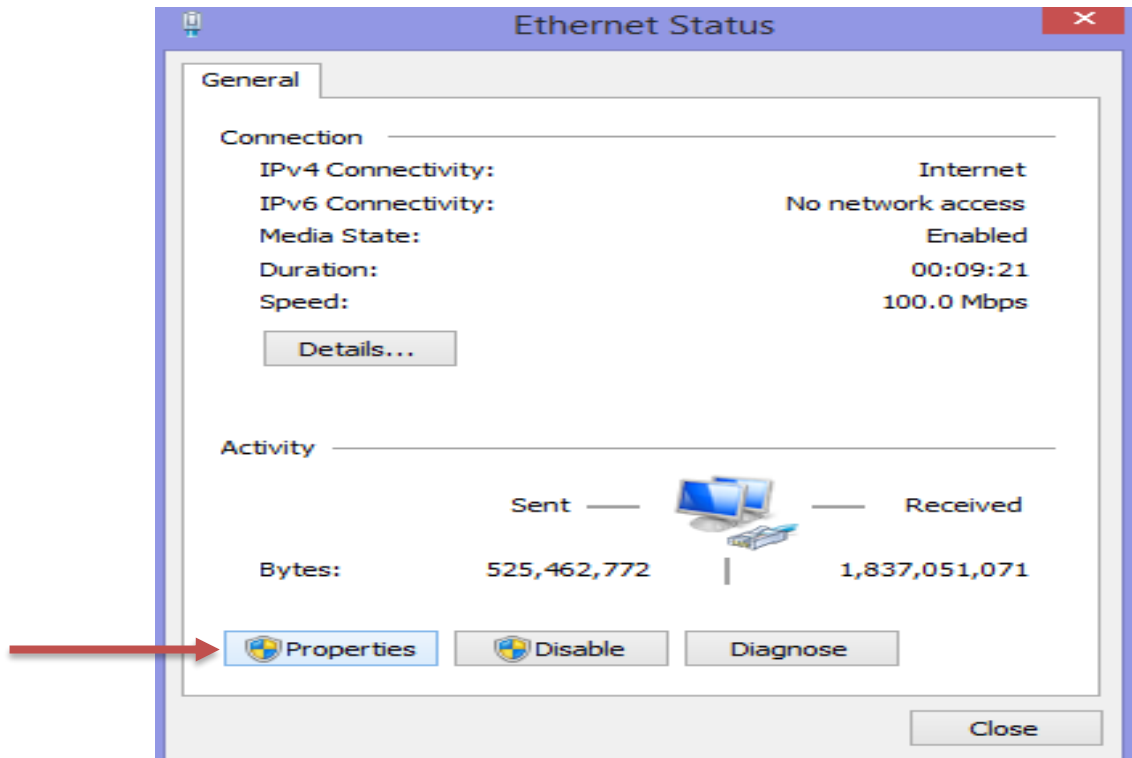 Ethernet Status
General
Connection
IPv4 Connectivity: Internet
IPv6 Connectivity: No network access
Media State: Enabled
Duration: 00:09:21
Speed: 100.0 Mbps
Details...
Activity
Sent Received
Bytes: 525,462,772 1,837,051,071
Properties Disable Diagnose
Close